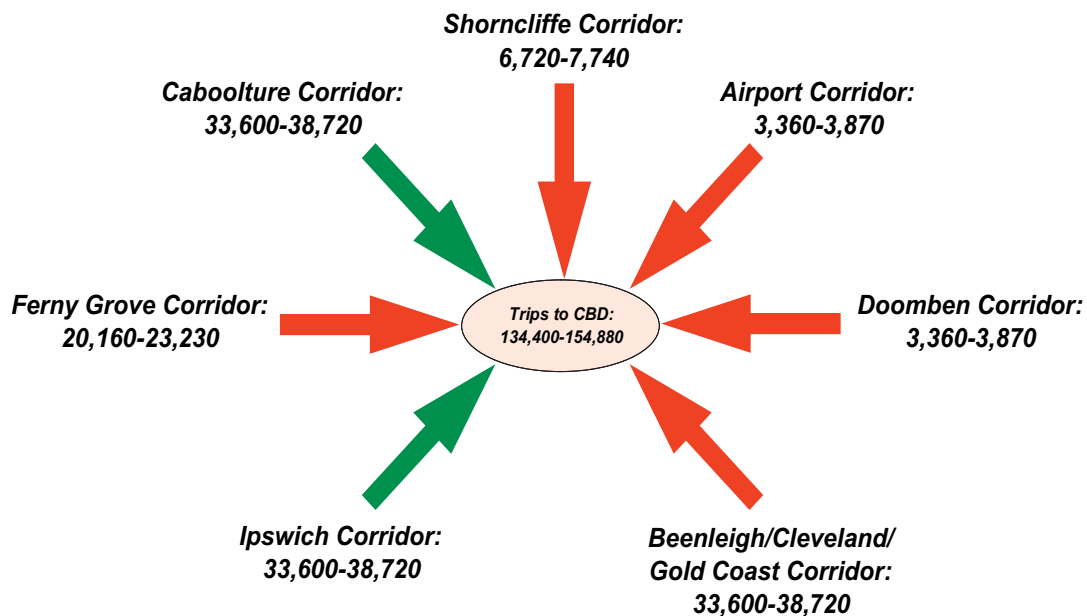 Shorncliffe Corridor:
6,720-7,740
Caboolture Corridor:
33,600-38,720
Airport Corridor:
3,360-3,870
Ferny Grove Corridor:
20,160-23,230
Trips to CBD:
134,400-154,880
Doomben Corridor:
3,360-3,870
Ipswich Corridor:
33,600-38,720
Beenleigh/Cleveland/
Gold Coast Corridor:
33,600-38,720